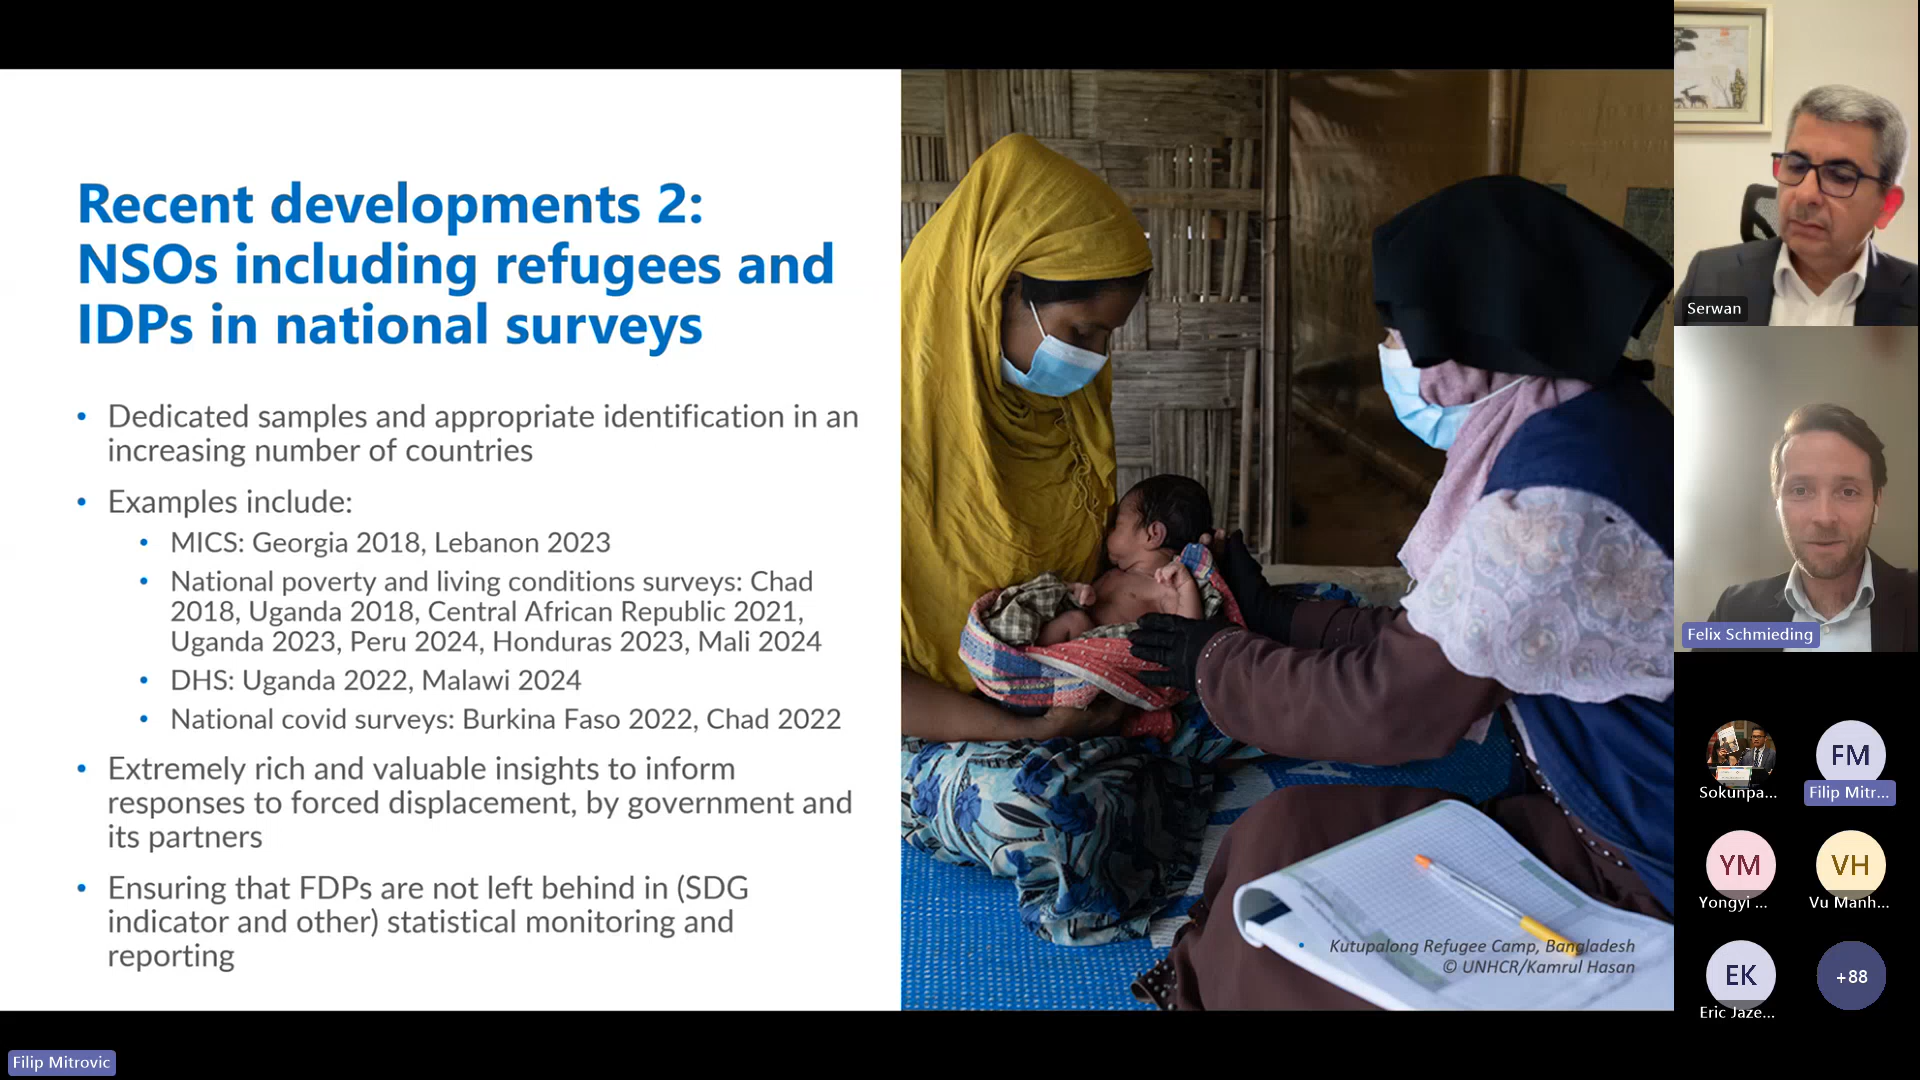 Recent developments 2:
NSOs including refugees and
IDPs in national surveys
• Dedicated samples and appropriate identification in an
increasing number of countries
• Examples include:
• MICS: Georgia 2018, Lebanon 2023
• National poverty and living conditions surveys: Chad
2018, Uganda 2018, Central African Republic 2021,
Uganda 2023, Peru 2024, Honduras 2023, Mali 2024
• DHS: Uganda 2022, Malawi 2024
• National covid surveys: Burkina Faso 2022, Chad 2022
• Extremely rich and valuable insights to inform
responses to forced displacement, by government and
its partners
• Ensuring that FDPs are not left behind in (SDG
indicator and other) statistical monitoring and
reporting
• Kutupalong Refugee Camp, Bangladesh
© UNHCR/Kamrul Hasan
Serwan
Felix Schmieding
Sokunpa...
FM
Filip Mitr...
YM
Yongyi ...
VH
Vu Manh...
EK
Eric Jaze...
+88
Filip Mitrovic